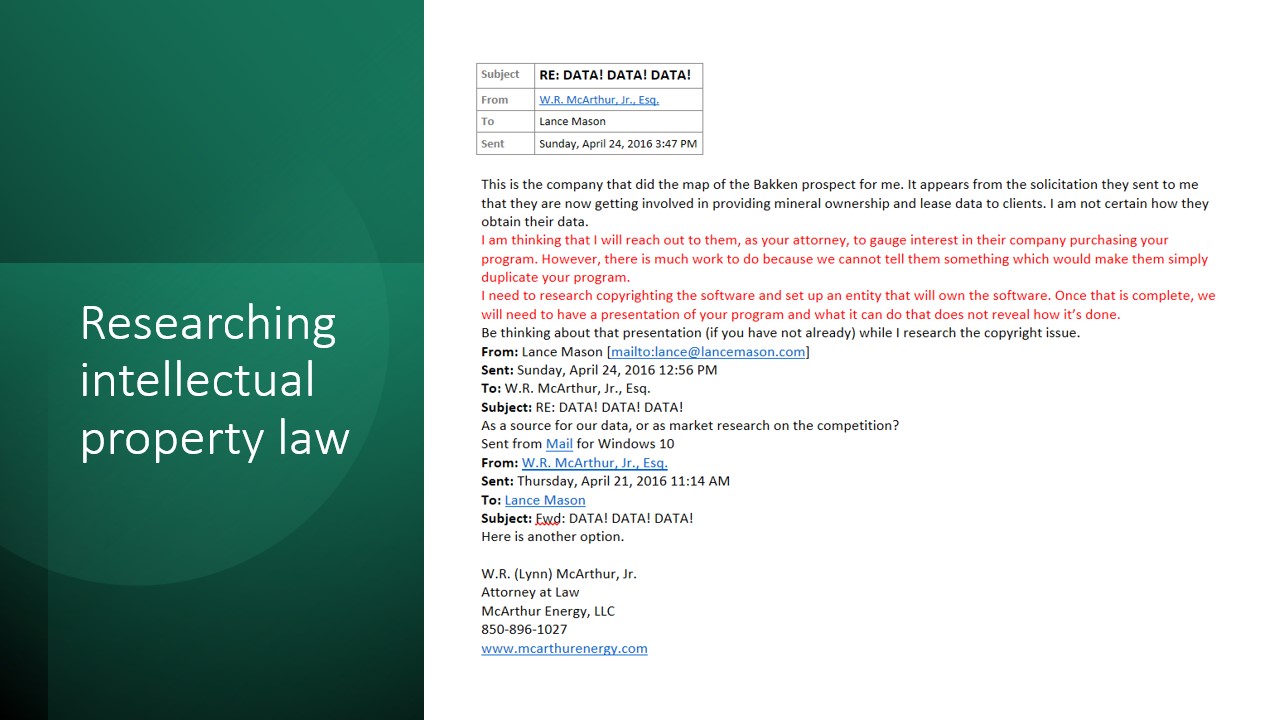 Researching
intellectual
property law
Subject RE: DATA! DATA! DATA!
From W.R. McArthur, Jr., Esq.
To Lance Mason
Sent Sunday, April 24, 2016 3:47 PM
This is the company that did the map of the Bakken prospect for me. It appears from the solicitation they sent to me
that they are now getting involved in providing mineral ownership and lease data to clients. I am not certain how they
obtain their data.
I am thinking that I will reach out to them, as your attorney, to gauge interest in their company purchasing your
program. However, there is much work to do because we cannot tell them something which would make them simply
duplicate your program.
I need to research copyrighting the software and set up an entity that will own the software. Once that is complete, we
will need to have a presentation of your program and what it can do that does not reveal how it’s done.
Be thinking about that presentation (if you have not already) while I research the copyright issue.
From: Lance Mason [mailto:lance@lancemason.com]
Sent: Sunday, April 24, 2016 12:56 PM
To: W.R. McArthur, Jr., Esq.
Subject: RE: DATA! DATA! DATA!
As a source for our data, or as market research on the competition?
Sent from Mail for Windows 10
From: W.R. McArthur, Jr., Esq.
Sent: Thursday, April 21, 2016 11:14 AM
To: Lance Mason
Subject: Fwd: DATA! DATA! DATA!
Here is another option.
W.R. (Lynn) McArthur, Jr.
Attorney at Law
McArthur Energy, LLC
850-896-1027
www.mcarthurenergy.com